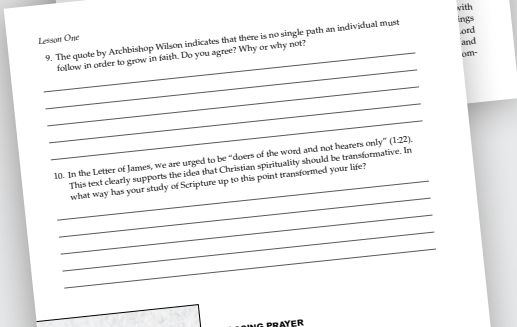 Lesson One
9. The quote by Archbishop Wilson indicates that there is no single path an individual must
follow in order to grow in faith. Do you agree? Why or why not?
10. In the Letter of James, we are urged to be “doers of the word and not hearers only” (1:22).
This text clearly supports the idea that Christian spirituality should be transformative. In
what way has your study of Scripture up to this point transformed your life?
PRAYER
with
ings
ord
and
om-